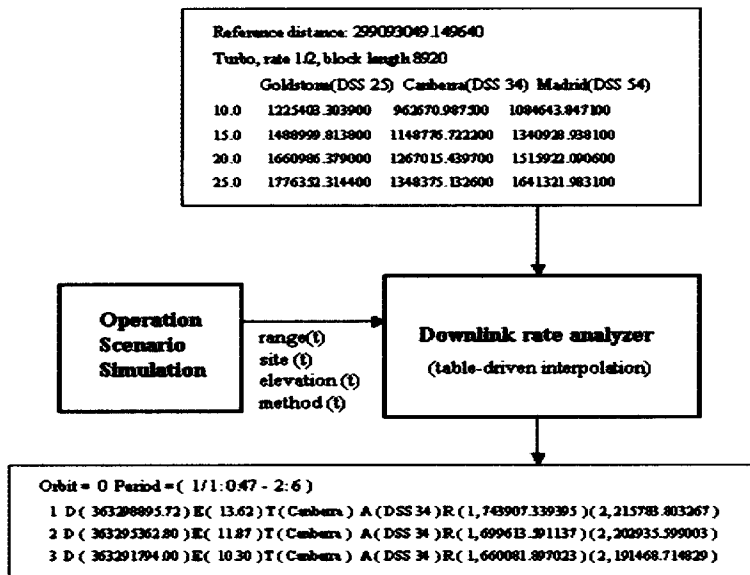 Reference distance: 299093049.149640
Turbo, rate 1/2, block length 8920
Goldstone(DSS 25) Canberra(DSS 34) Madrid(DSS 54)
10.0 1225403.303900 962670.987500 1084643.847100
15.0 1488999.813800 1148776.722200 1340928.938100
20.0 1660986.379000 1267015.439700 1515922.090600
25.0 1776352.314400 1348375.132600 1641321.983100
Operation
Scenario
Simulation
range(t)
site (t)
elevation (t)
method (t)
Downlink rate analyzer
(table-driven interpolation)
Orbit = 0 Period = ( 1/1:0:47 - 2:6 )
1 D( 363298895.72) E( 13.62) T(Canberra) A(DSS 34) R(1,743907.339395) (2,215783.803267)
2 D( 363295362.80) E( 11.87) T(Canberra) A(DSS 34) R(1,699613.591137) (2,202935.599003)
3 D( 363291794.00) E( 10.30) T(Canberra) A(DSS 34) R(1,660081.897023) (2,191468.714829)